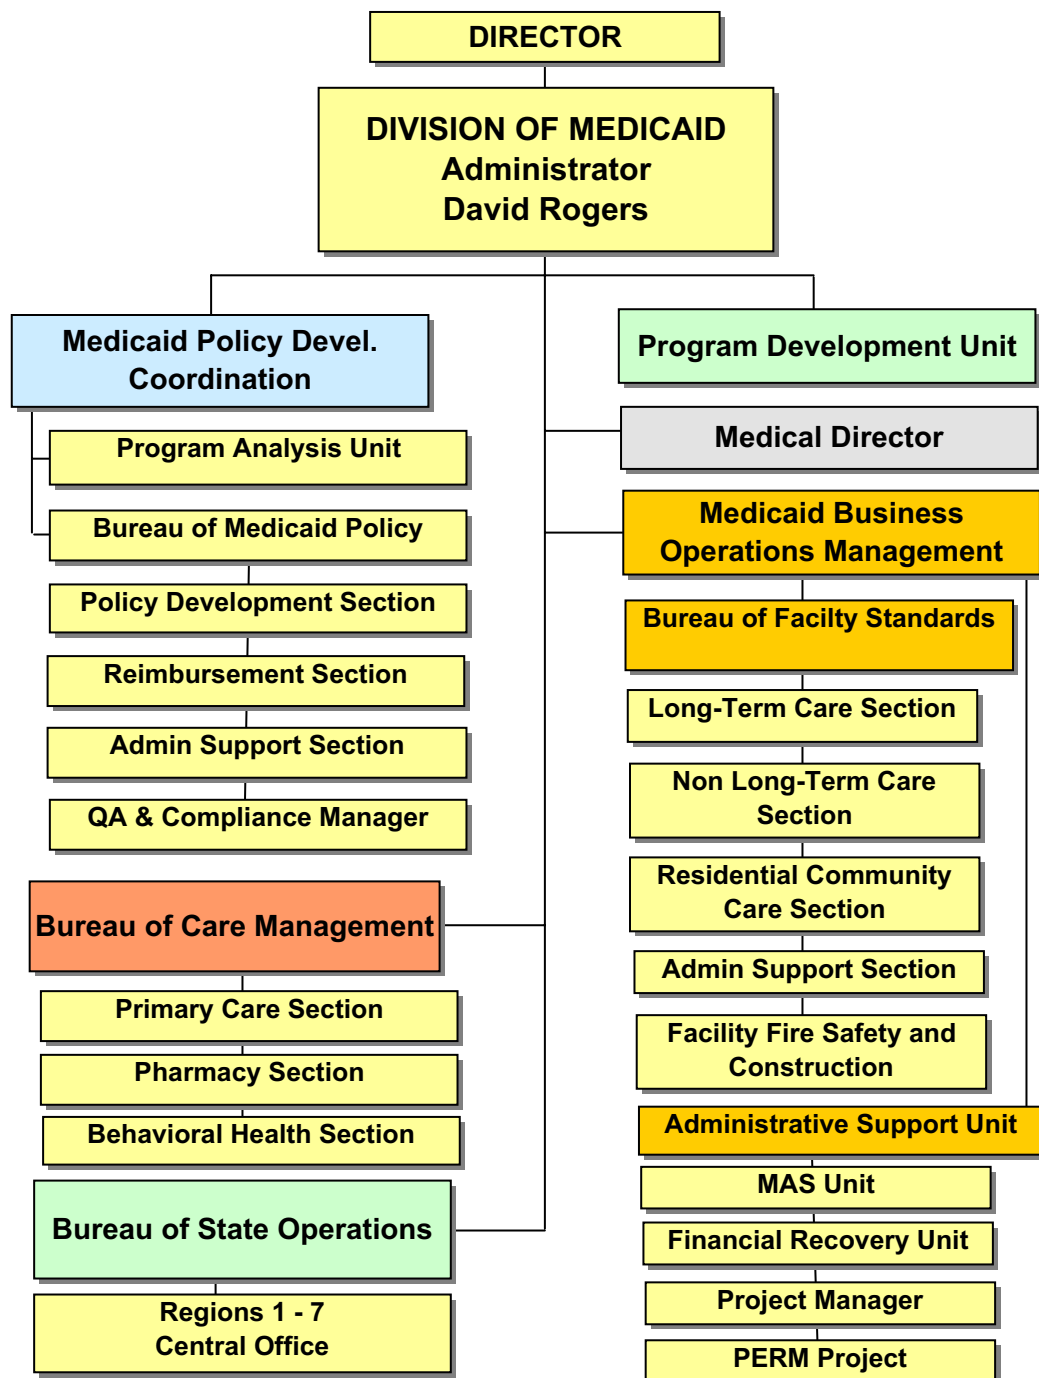 DIRECTOR
DIVISION OF MEDICAID
Administrator
David Rogers
Medicaid Policy Devel.
Coordination
Program Analysis Unit
Bureau of Medicaid Policy
Policy Development Section
Reimbursement Section
Admin Support Section
QA & Compliance Manager
Bureau of Care Management
Primary Care Section
Pharmacy Section
Behavioral Health Section
Bureau of State Operations
Regions 1 - 7
Central Office
Program Development Unit
Medical Director
Medicaid Business
Operations Management
Bureau of Facilty Standards
Long-Term Care Section
Non Long-Term Care
Section
Residential Community
Care Section
Admin Support Section
Facility Fire Safety and
Construction
Administrative Support Unit
MAS Unit
Financial Recovery Unit
Project Manager
PERM Project